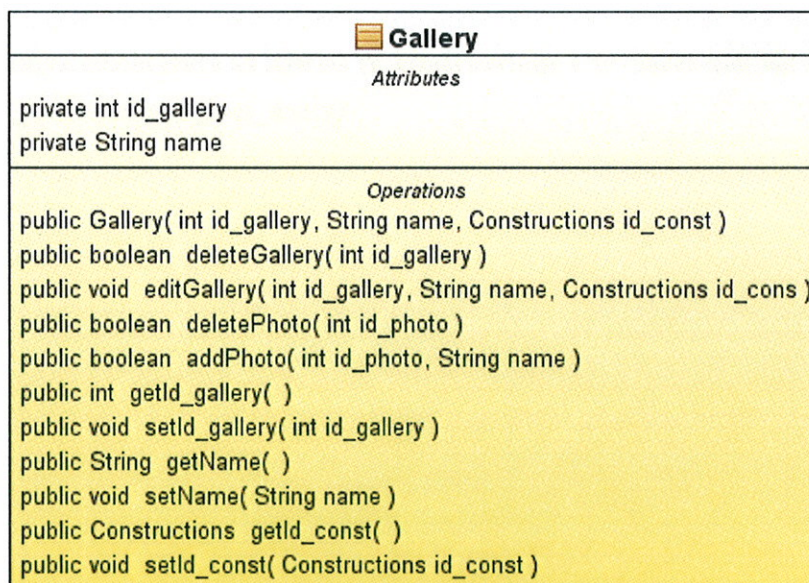 Gallery
Attributes
private int id_gallery
private String name
Operations
public Gallery( int id_gallery, String name, Constructions id_const )
public boolean deleteGallery( int id_gallery )
public void editGallery( int id_gallery, String name, Constructions id_cons )
public boolean deletePhoto( int id_photo )
public boolean addPhoto( int id_photo, String name )
public int getId_gallery( )
public void setId_gallery( int id_gallery )
public String getName( )
public void setName( String name )
public Constructions getId_const( )
public void setId_const( Constructions id_const )